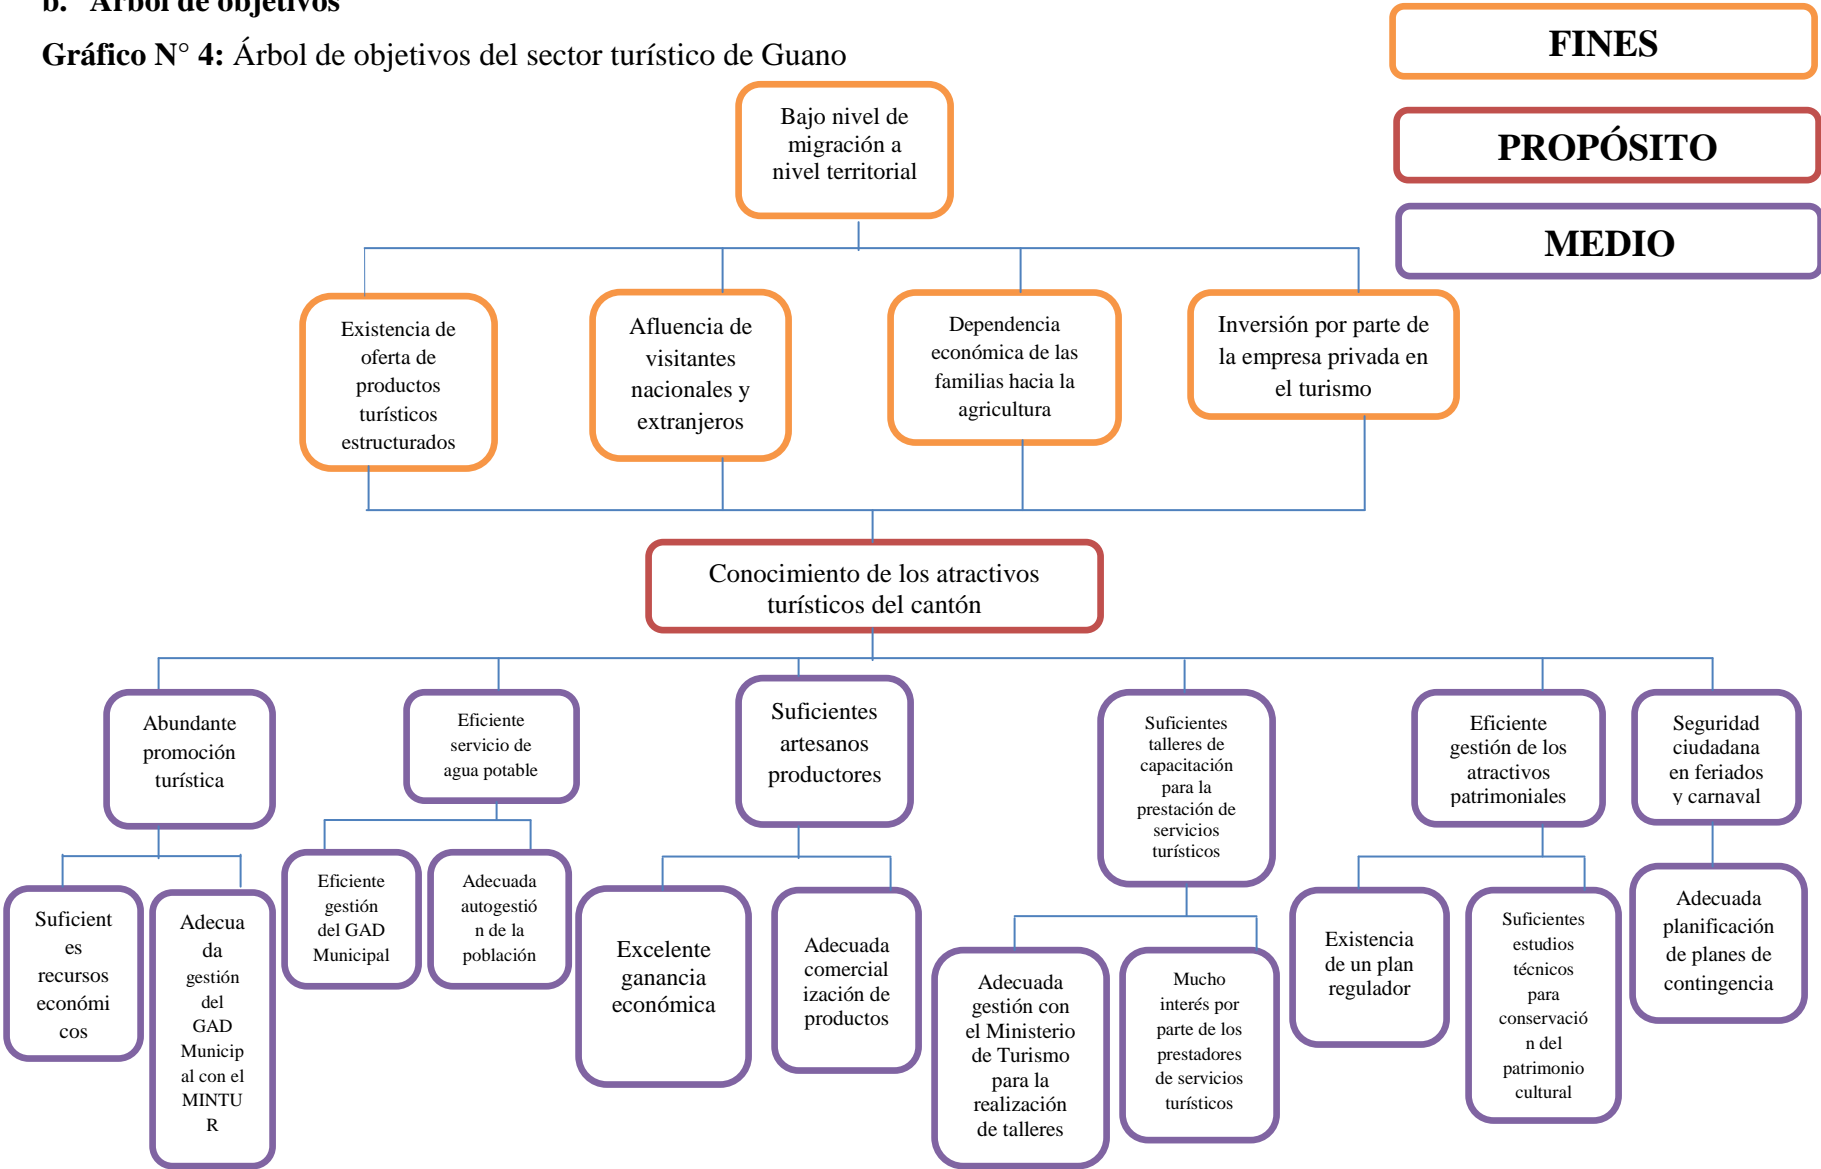 b. Árbol de objetivos
Gráfico N° 4: Árbol de objetivos del sector turístico de Guano
FINES
PROPÓSITO
MEDIO
Bajo nivel de
migración a
nivel territorial
Existencia de
oferta de
productos
turísticos
estructurados
Afluencia de
visitantes
nacionales y
extranjeros
Dependencia
económica de las
familias hacia la
agricultura
Inversión por parte de
la empresa privada en
el turismo
Conocimiento de los atractivos
turísticos del cantón
Abundante
promoción
turística
Eficiente
servicio de
agua potable
Suficientes
artesanos
productores
Suficientes
talleres de
capacitación
para la
prestación de
servicios
turísticos
Eficiente
gestión de los
atractivos
patrimoniales
Seguridad
ciudadana
en feriados
y carnaval
Suficient
es
recursos
económi
cos
Adecua
da
gestión
del
GAD
Municip
al con el
MINTU
R
Eficiente
gestión
del GAD
Municipal
Adecuada
autogestió
n de la
población
Excelente
ganancia
económica
Adecuada
comercial
ización de
productos
Adecuada
gestión con
el Ministerio
de Turismo
para la
realización
de talleres
Mucho
interés por
parte de los
prestadores
de servicios
turísticos
Existencia
de un plan
regulador
Suficientes
estudios
técnicos
para
conservació
n del
patrimonio
cultural
Adecuada
planificación
de planes de
contingencia